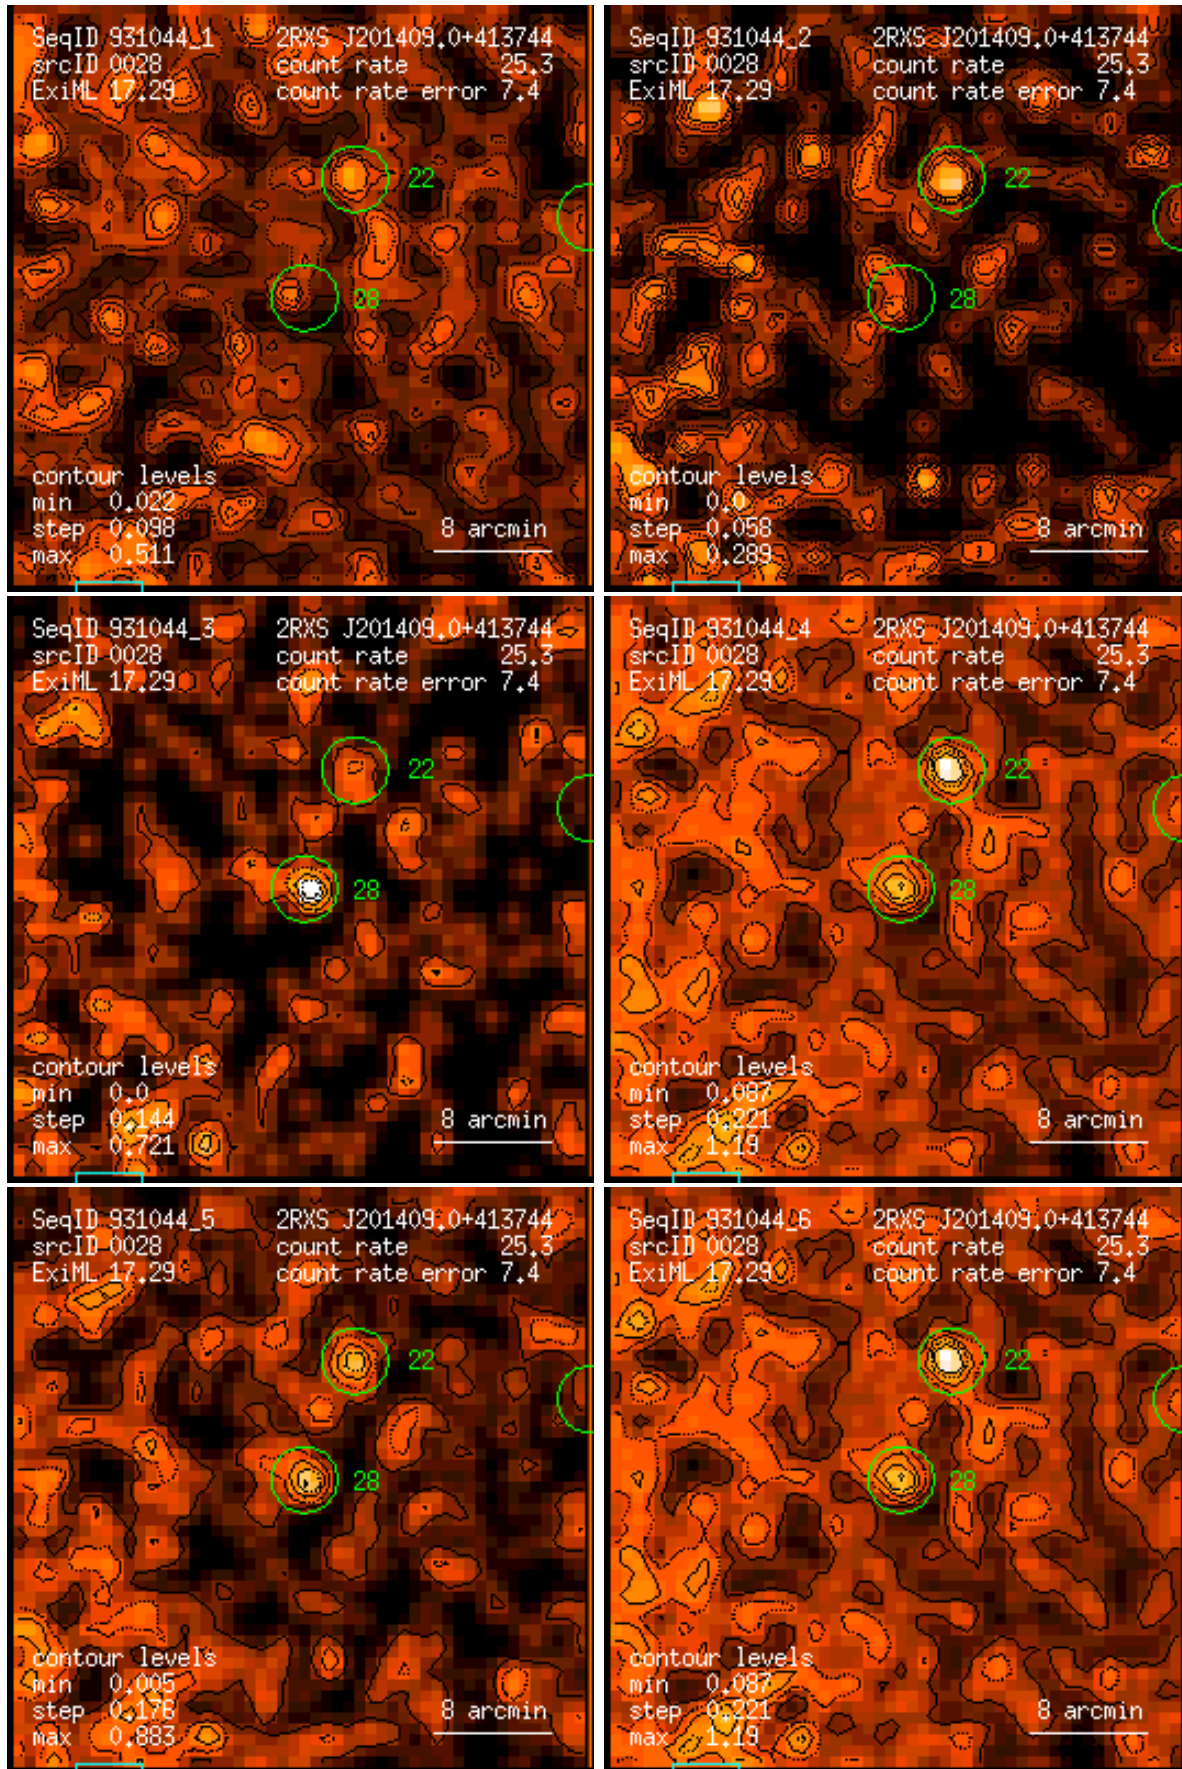 SeqID 931044_1 2RXS J201409.0+413744
srcID 0028 count rate 25.3
ExiML 17.29 count rate error 7.4
22
28
contour levels
min 0.022
step 0.098 8 arcmin
max 0.511
SeqID 931044_2 2RXS J201409.0+413744
srcID 0028 count rate 25.3
ExiML 17.29 count rate error 7.4
22
28
contour levels
min 0.0
step 0.058 8 arcmin
max 0.289
SeqID 931044_3 2RXS J201409.0+413744
srcID 0028 count rate 25.3
ExiML 17.29 count rate error 7.4
22
28
contour levels
min 0.0
step 0.144 8 arcmin
max 0.721
SeqID 931044_4 2RXS J201409.0+413744
srcID 0028 count rate 25.3
ExiML 17.29 count rate error 7.4
22
28
contour levels
min 0.087
step 0.221 8 arcmin
max 1.19
SeqID 931044_5 2RXS J201409.0+413744
srcID 0028 count rate 25.3
ExiML 17.29 count rate error 7.4
22
28
contour levels
min 0.005
step 0.176 8 arcmin
max 0.883
SeqID 931044_6 2RXS J201409.0+413744
srcID 0028 count rate 25.3
ExiML 17.29 count rate error 7.4
22
28
contour levels
min 0.087
step 0.221 8 arcmin
max 1.19